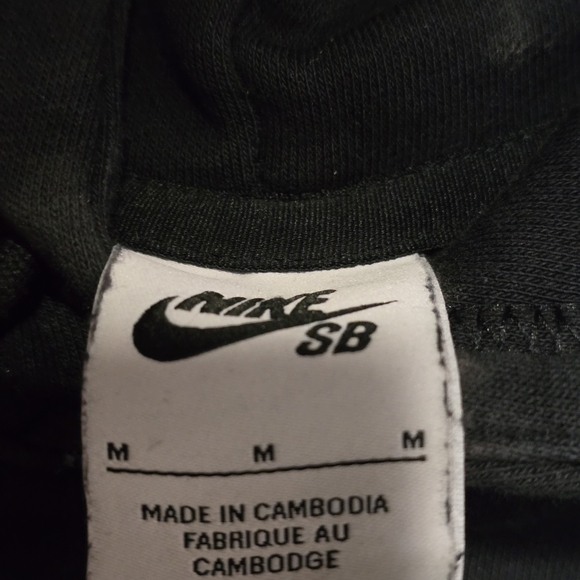 NIKE
SB
M M M
MADE IN CAMBODIA
FABRIQUE AU
CAMBODGE